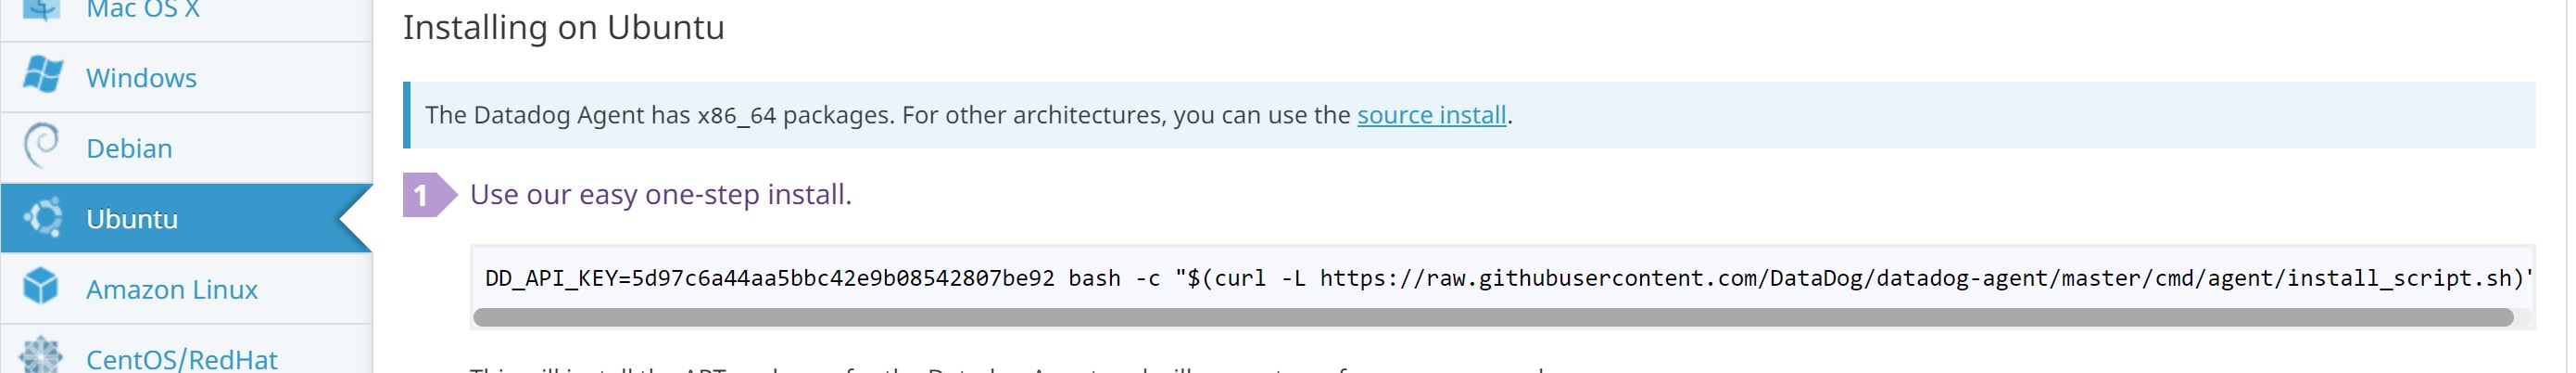 Mac OS X
Windows
Debian
Ubuntu
Amazon Linux
CentOS/RedHat
Installing on Ubuntu
The Datadog Agent has x86_64 packages. For other architectures, you can use the source install.
1 Use our easy one-step install.
DD_API_KEY=5d97c6a44aa5bbc42e9b08542807be92 bash -c "$(curl -L https://raw.githubusercontent.com/DataDog/datadog-agent/master/cmd/agent/install_script.sh)"